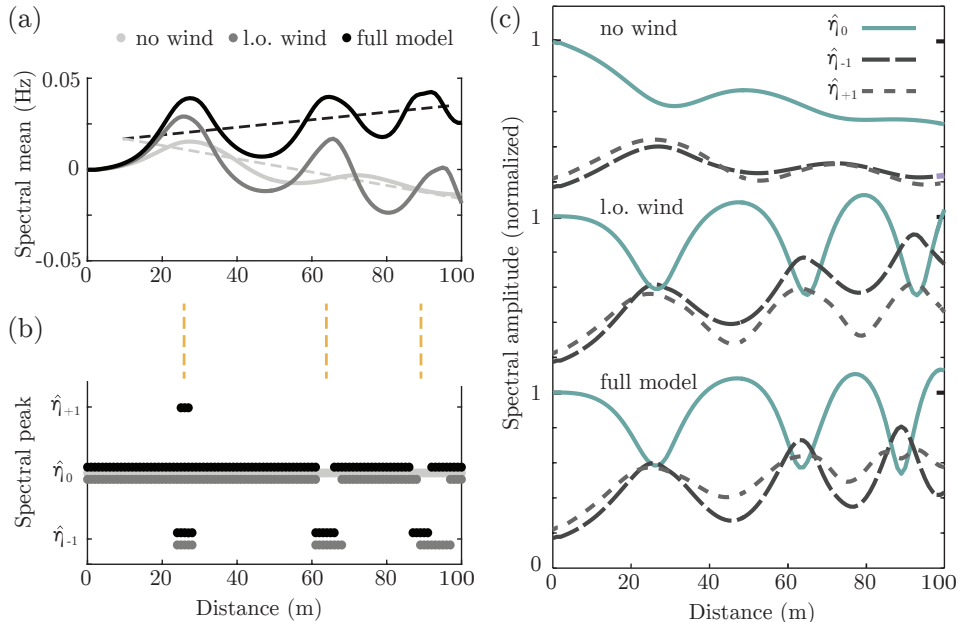 (a)
no wind l.o. wind full model
Spectral mean (Hz)
0.05
0
-0.05
0 20 40 60 80 100
(b)
Spectral peak
η̂+1
η̂0
η̂-1
0 20 40 60 80 100
Distance (m)
(c)
Spectral amplitude (normalized)
no wind
η̂0
η̂-1
η̂+1
1
l.o. wind
1
full model
1
0
0 20 40 60 80 100
Distance (m)